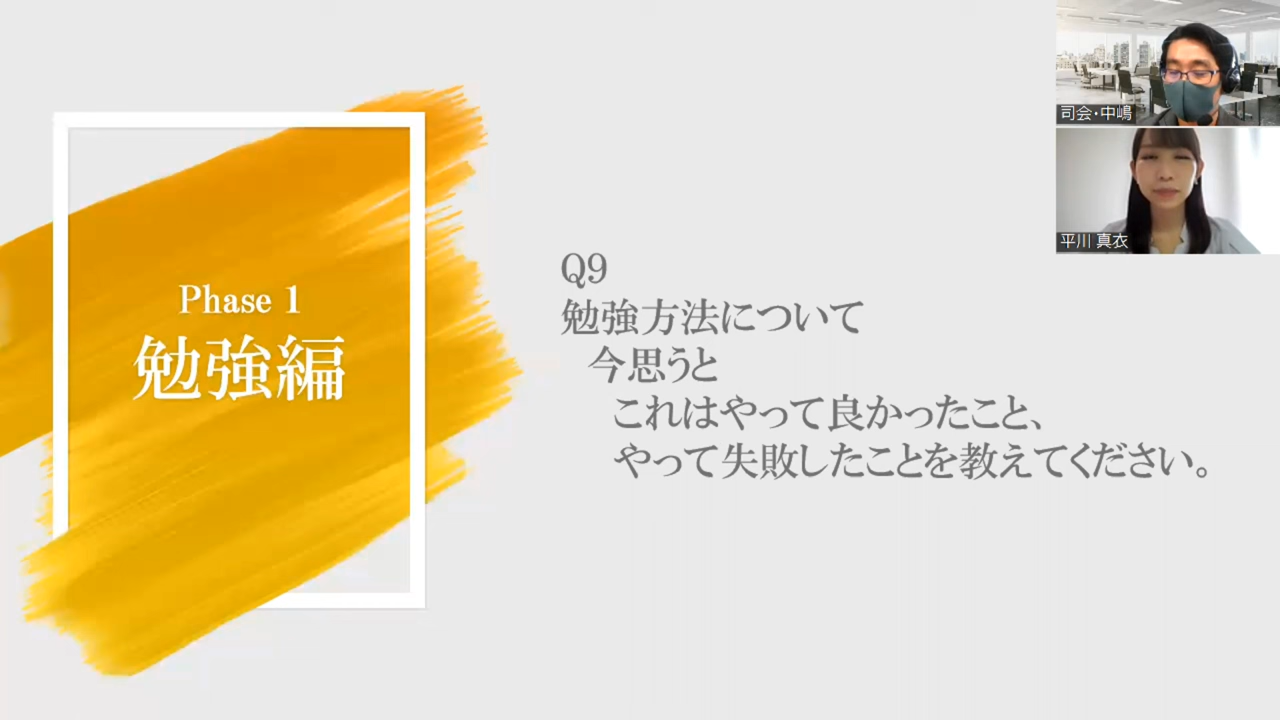 Phase 1
勉強編
Q9
勉強方法について
今思うと
これはやって良かったこと、
やって失敗したことを教えてください。
司会・中嶋
平川 真衣